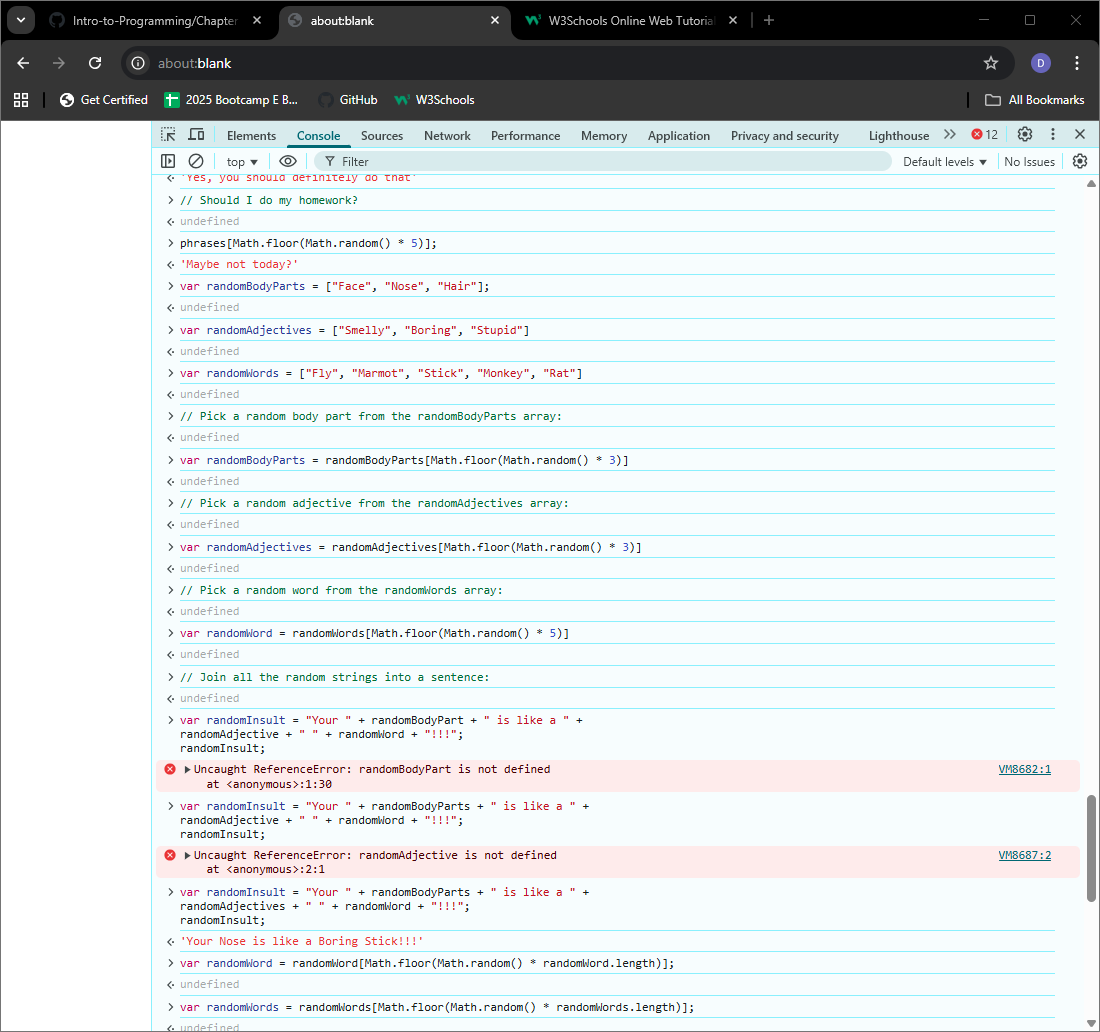 Intro-to-Programming/Chapter
about:blank
W3Schools Online Web Tutorial
about:blank
D
Get Certified
2025 Bootcamp E B...
GitHub
W3Schools
All Bookmarks
Elements Console Sources Network Performance Memory Application Privacy and security Lighthouse 12
top Filter Default levels No Issues
'Yes, you should definitely do that'
// Should I do my homework?
undefined
phrases[Math.floor(Math.random() * 5)];
'Maybe not today?'
var randomBodyParts = ["Face", "Nose", "Hair"];
undefined
var randomAdjectives = ["Smelly", "Boring", "Stupid"]
undefined
var randomWords = ["Fly", "Marmot", "Stick", "Monkey", "Rat"]
undefined
// Pick a random body part from the randomBodyParts array:
undefined
var randomBodyParts = randomBodyParts[Math.floor(Math.random() * 3)]
undefined
// Pick a random adjective from the randomAdjectives array:
undefined
var randomAdjectives = randomAdjectives[Math.floor(Math.random() * 3)]
undefined
// Pick a random word from the randomWords array:
undefined
var randomWord = randomWords[Math.floor(Math.random() * 5)]
undefined
// Join all the random strings into a sentence:
undefined
var randomInsult = "Your " + randomBodyPart + " is like a " +
randomAdjective + " " + randomWord + "!!!";
randomInsult;
Uncaught ReferenceError: randomBodyPart is not defined VM8682:1
at <anonymous>:1:30
var randomInsult = "Your " + randomBodyParts + " is like a " +
randomAdjective + " " + randomWord + "!!!";
randomInsult;
Uncaught ReferenceError: randomAdjective is not defined VM8687:2
at <anonymous>:2:1
var randomInsult = "Your " + randomBodyParts + " is like a " +
randomAdjectives + " " + randomWord + "!!!";
randomInsult;
'Your Nose is like a Boring Stick!!!'
var randomWord = randomWord[Math.floor(Math.random() * randomWord.length)];
undefined
var randomWords = randomWords[Math.floor(Math.random() * randomWords.length)];
undefined